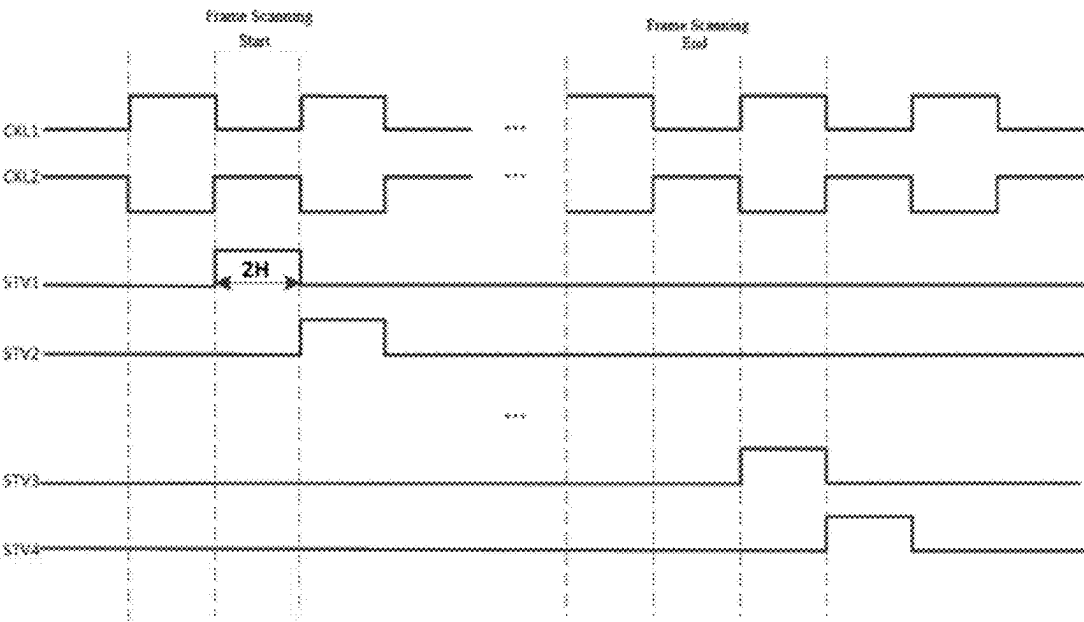 Frame Scanning
Start
Frame Scanning
End
CKL1
...
CKL2
...
STV1
2H
STV2
...
STV3
STV4